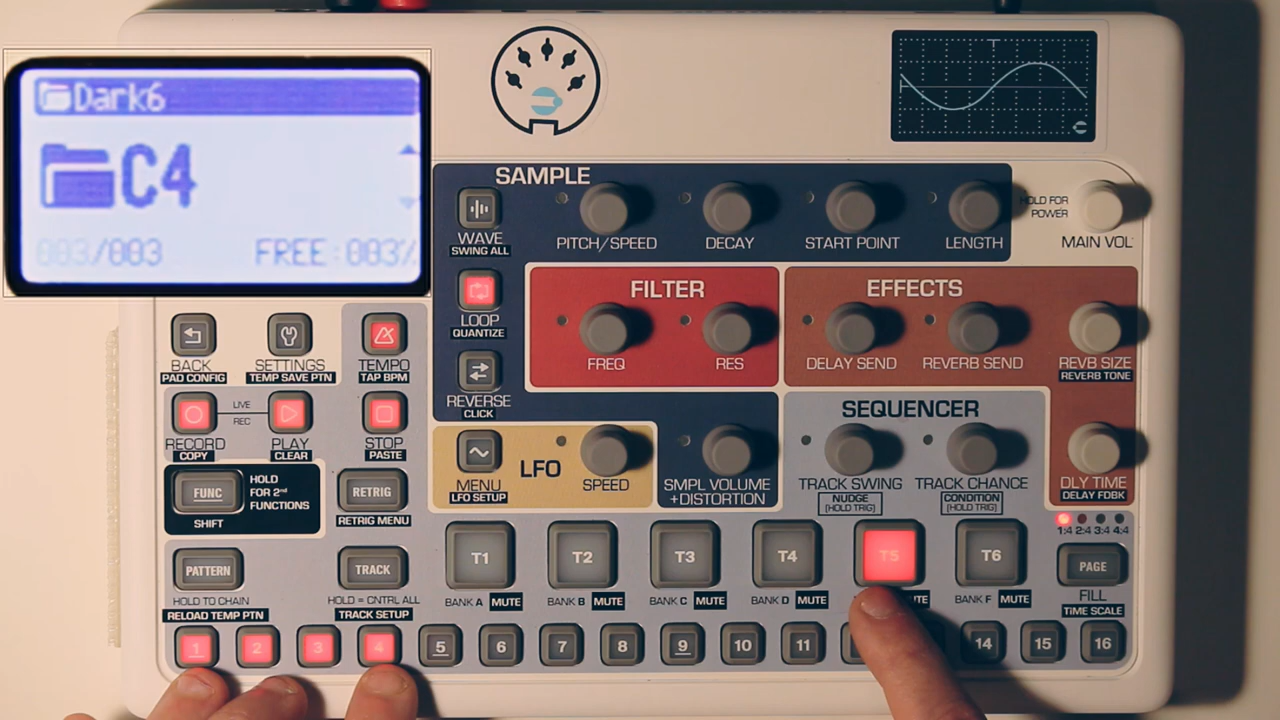 Dark6
C4
003/003 FREE:003%
SAMPLE
WAVE
SWING ALL
PITCH/SPEED DECAY START POINT LENGTH
HOLD FOR
POWER
MAIN VOL
LOOP
QUANTIZE
FILTER
FREQ RES
EFFECTS
DELAY SEND REVERB SEND REVB SIZE
REVERB TONE
BACK SETTINGS TEMPO
PAD CONFIG TEMP SAVE PTN TAP BPM
REVERSE
CLICK
LIVE
REC
RECORD PLAY STOP
COPY CLEAR PASTE
MENU
LFO SETUP
LFO
SPEED
SMPL VOLUME
+DISTORTION
SEQUENCER
TRACK SWING TRACK CHANCE
NUDGE CONDITION
(HOLD TRIG) (HOLD TRIG)
DLY TIME
DELAY FDBK
FUNC
SHIFT
HOLD
FOR 2nd
FUNCTIONS
RETRIG
RETRIG MENU
1:4 2:4 3:4 4:4
PATTERN TRACK T1 T2 T3 T4 T5 T6 PAGE
HOLD TO CHAIN HOLD = CNTRL ALL BANK A MUTE BANK B MUTE BANK C MUTE BANK D MUTE BANK F MUTE FILL
RELOAD TEMP PTN TRACK SETUP TIME SCALE
1 2 3 4 5 6 7 8 9 10 11 14 15 16